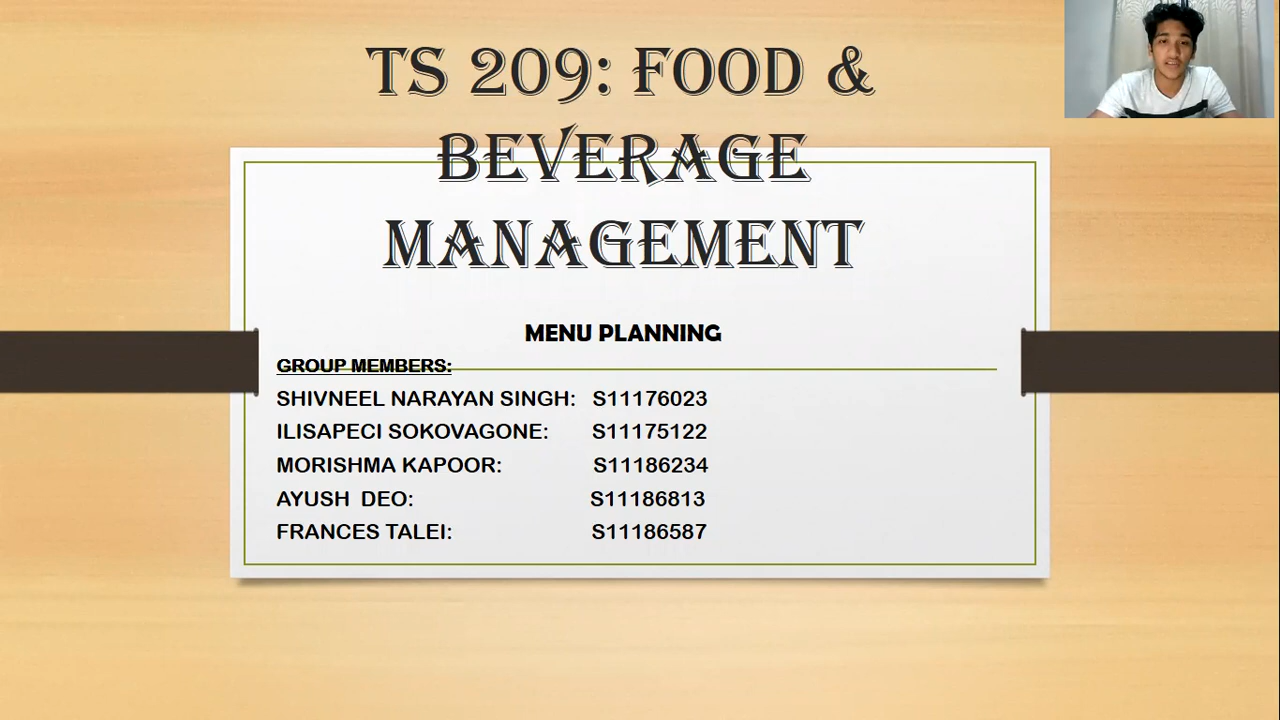 TS 209: FOOD &
BEVERAGE
MANAGEMENT
MENU PLANNING
GROUP MEMBERS:
SHIVNEEL NARAYAN SINGH: S11176023
ILISAPECI SOKOVAGONE: S11175122
MORISHMA KAPOOR: S11186234
AYUSH DEO: S11186813
FRANCES TALEI: S11186587